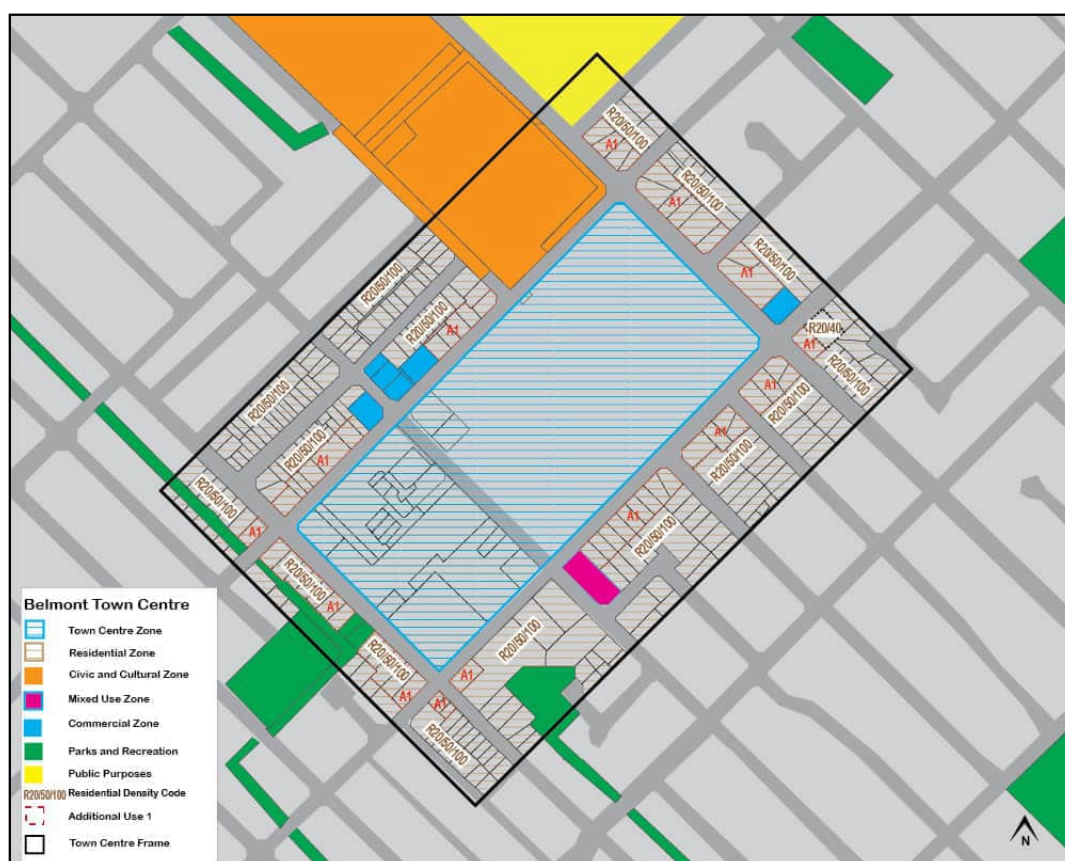 R20/50/100
A1
R20/50/100
A1
R20/50/100
A1
R20/50/100
R20/50/100
A1
R20/40
A1
R20/50/100
R20/50/100
A1
R20/50/100
A1
R20/50/100
R20/50/100
A1
A1
R20/50/100
R20/50/100
A1
R20/50/100
A1
R20/50/100
R20/50/100
A1
A1
A1
R20/50/100
Belmont Town Centre
Town Centre Zone
Residential Zone
Civic and Cultural Zone
Mixed Use Zone
Commercial Zone
Parks and Recreation
Public Purposes
R20/50/100 Residential Density Code
Additional Use 1
Town Centre Frame
N